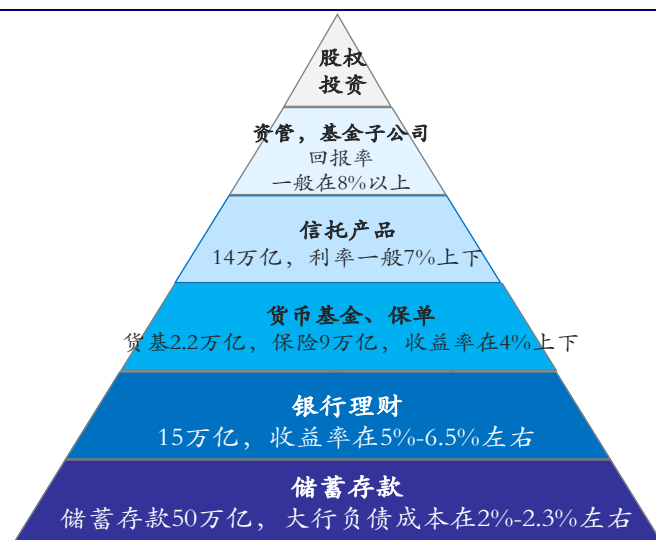 股权
投资
资管，基金子公司
回报率
一般在8%以上
信托产品
14万亿，利率一般7%上下
货币基金、保单
货基2.2万亿，保险9万亿，收益率在4%上下
银行理财
15万亿，收益率在5%-6.5%左右
储蓄存款
储蓄存款50万亿，大行负债成本在2%-2.3%左右